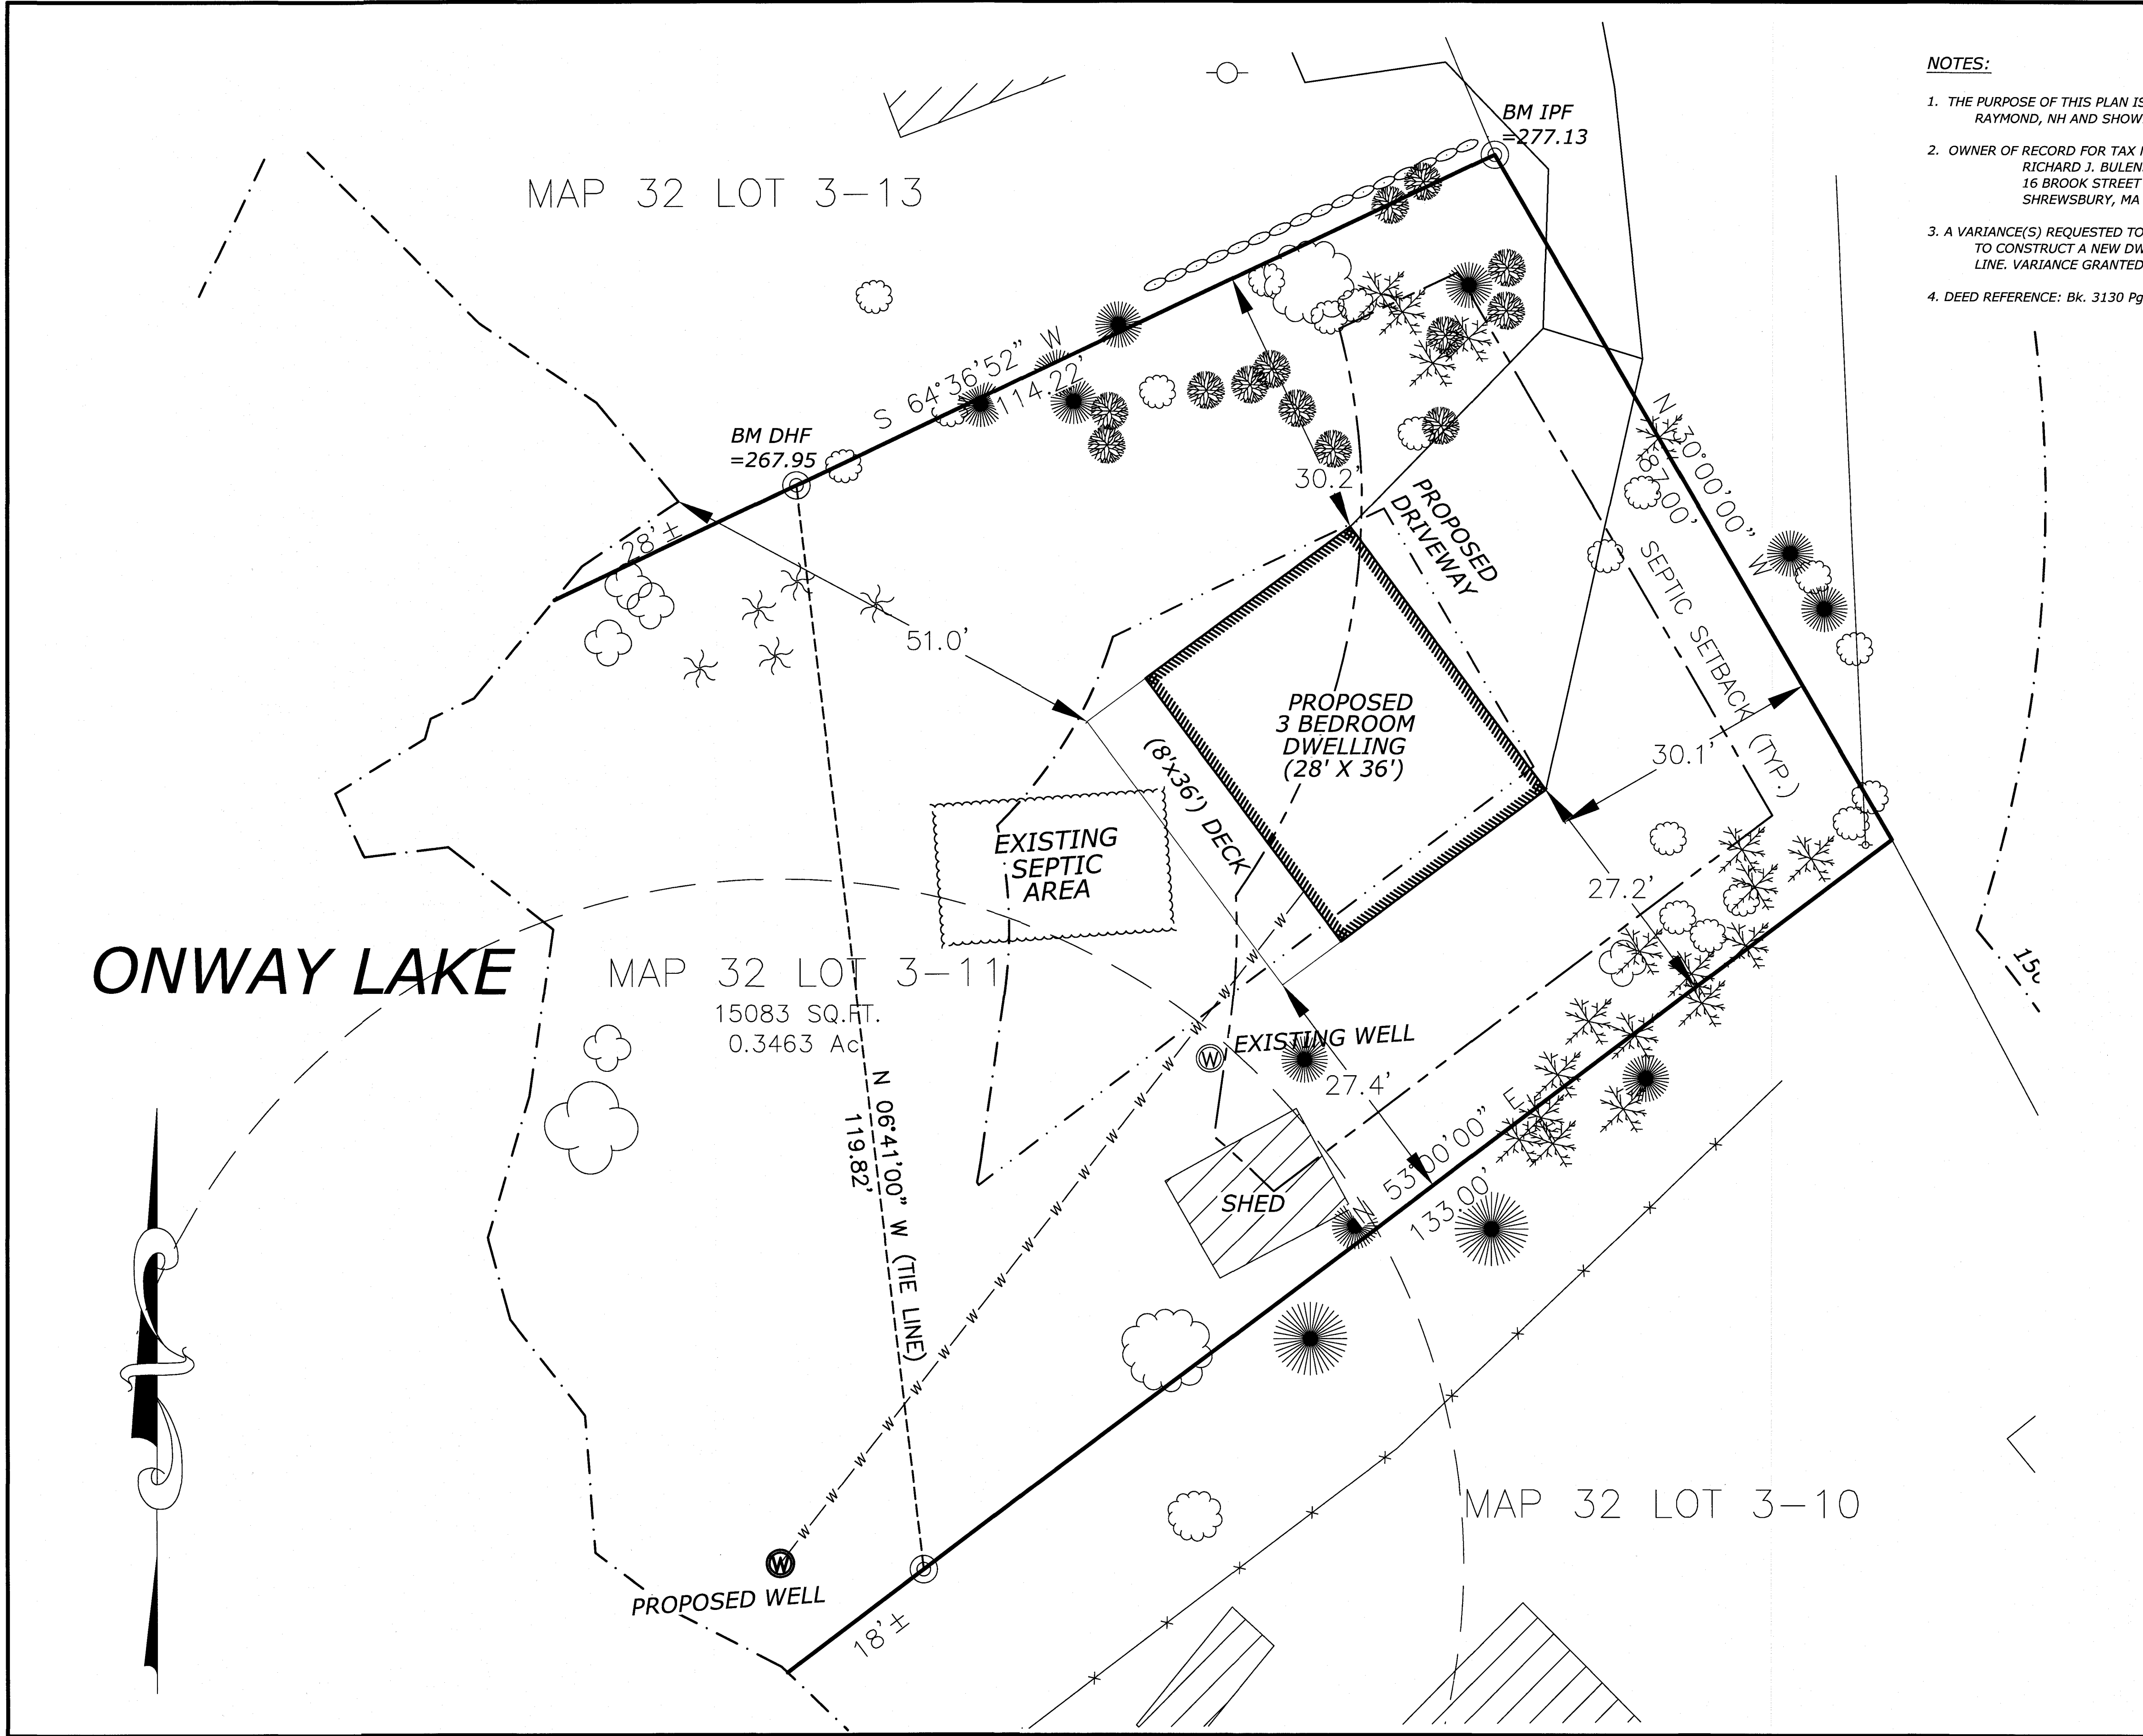 NOTES:
1. THE PURPOSE OF THIS PLAN IS
RAYMOND, NH AND SHOW
2. OWNER OF RECORD FOR TAX
RICHARD J. BULEN
16 BROOK STREET
SHREWSBURY, MA
3. A VARIANCE(S) REQUESTED TO
TO CONSTRUCT A NEW DW
LINE. VARIANCE GRANTED
4. DEED REFERENCE: Bk. 3130 Pg
BM IPF
=277.13
MAP 32 LOT 3-13
S 64°36'52" W
114.22'
BM DHF
=267.95
28'±
30.2'
PROPOSED
DRIVEWAY
N 30°00'00" W
87.00'
SEPTIC SETBACK (TYP.)
51.0'
PROPOSED
3 BEDROOM
DWELLING
(28' X 36')
30.1'
(8'x36') DECK
EXISTING
SEPTIC
AREA
27.2'
ONWAY LAKE
MAP 32 LOT 3-11
15083 SQ.FT.
0.3463 Ac
W
W
W
EXISTING WELL
27.4'
N 06°41'00" W (TIE LINE)
119.82'
SHED
N 53°00'00" E
133.00'
W
W
W
W
W
W
W
W
W
W
W
W
MAP 32 LOT 3-10
W
PROPOSED WELL
18'±